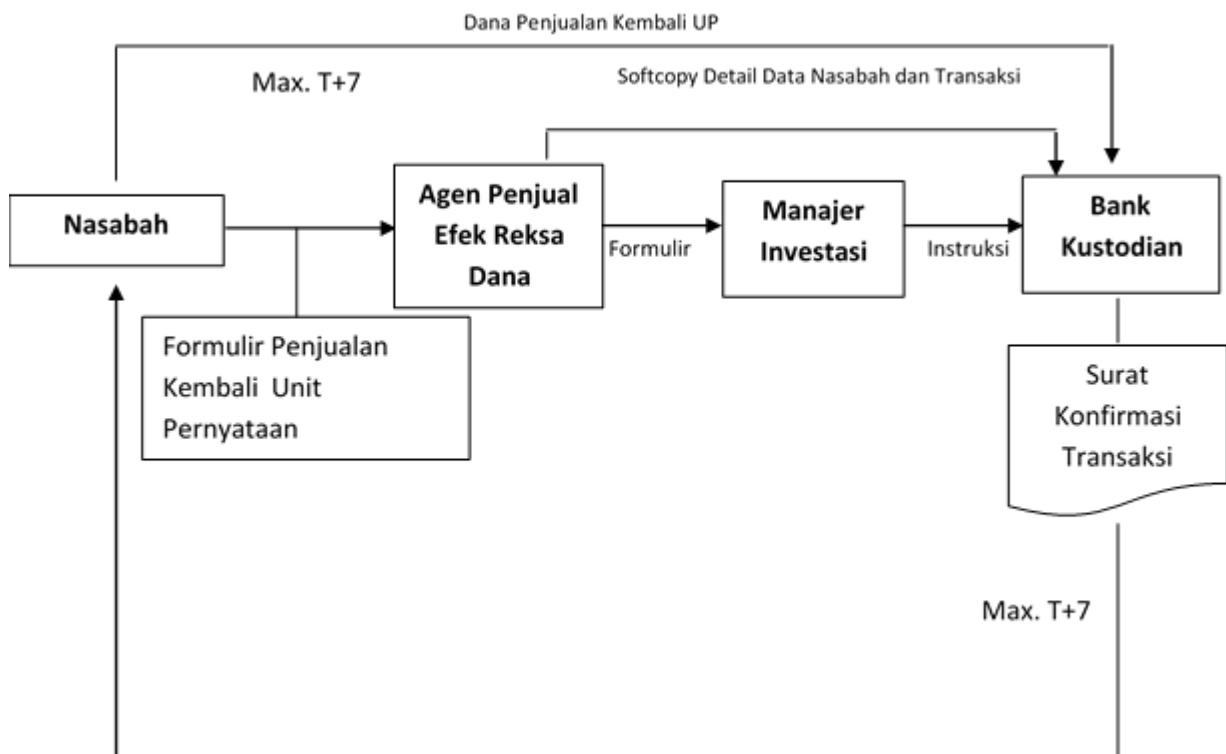 Dana Penjualan Kembali UP
Max. T+7
Softcopy Detail Data Nasabah dan Transaksi
Nasabah
Agen Penjual
Efek Reksa
Dana
Formulir
Manajer
Investasi
Instruksi
Bank
Kustodian
Formulir Penjualan
Kembali Unit
Pernyataan
Surat
Konfirmasi
Transaksi
Max. T+7